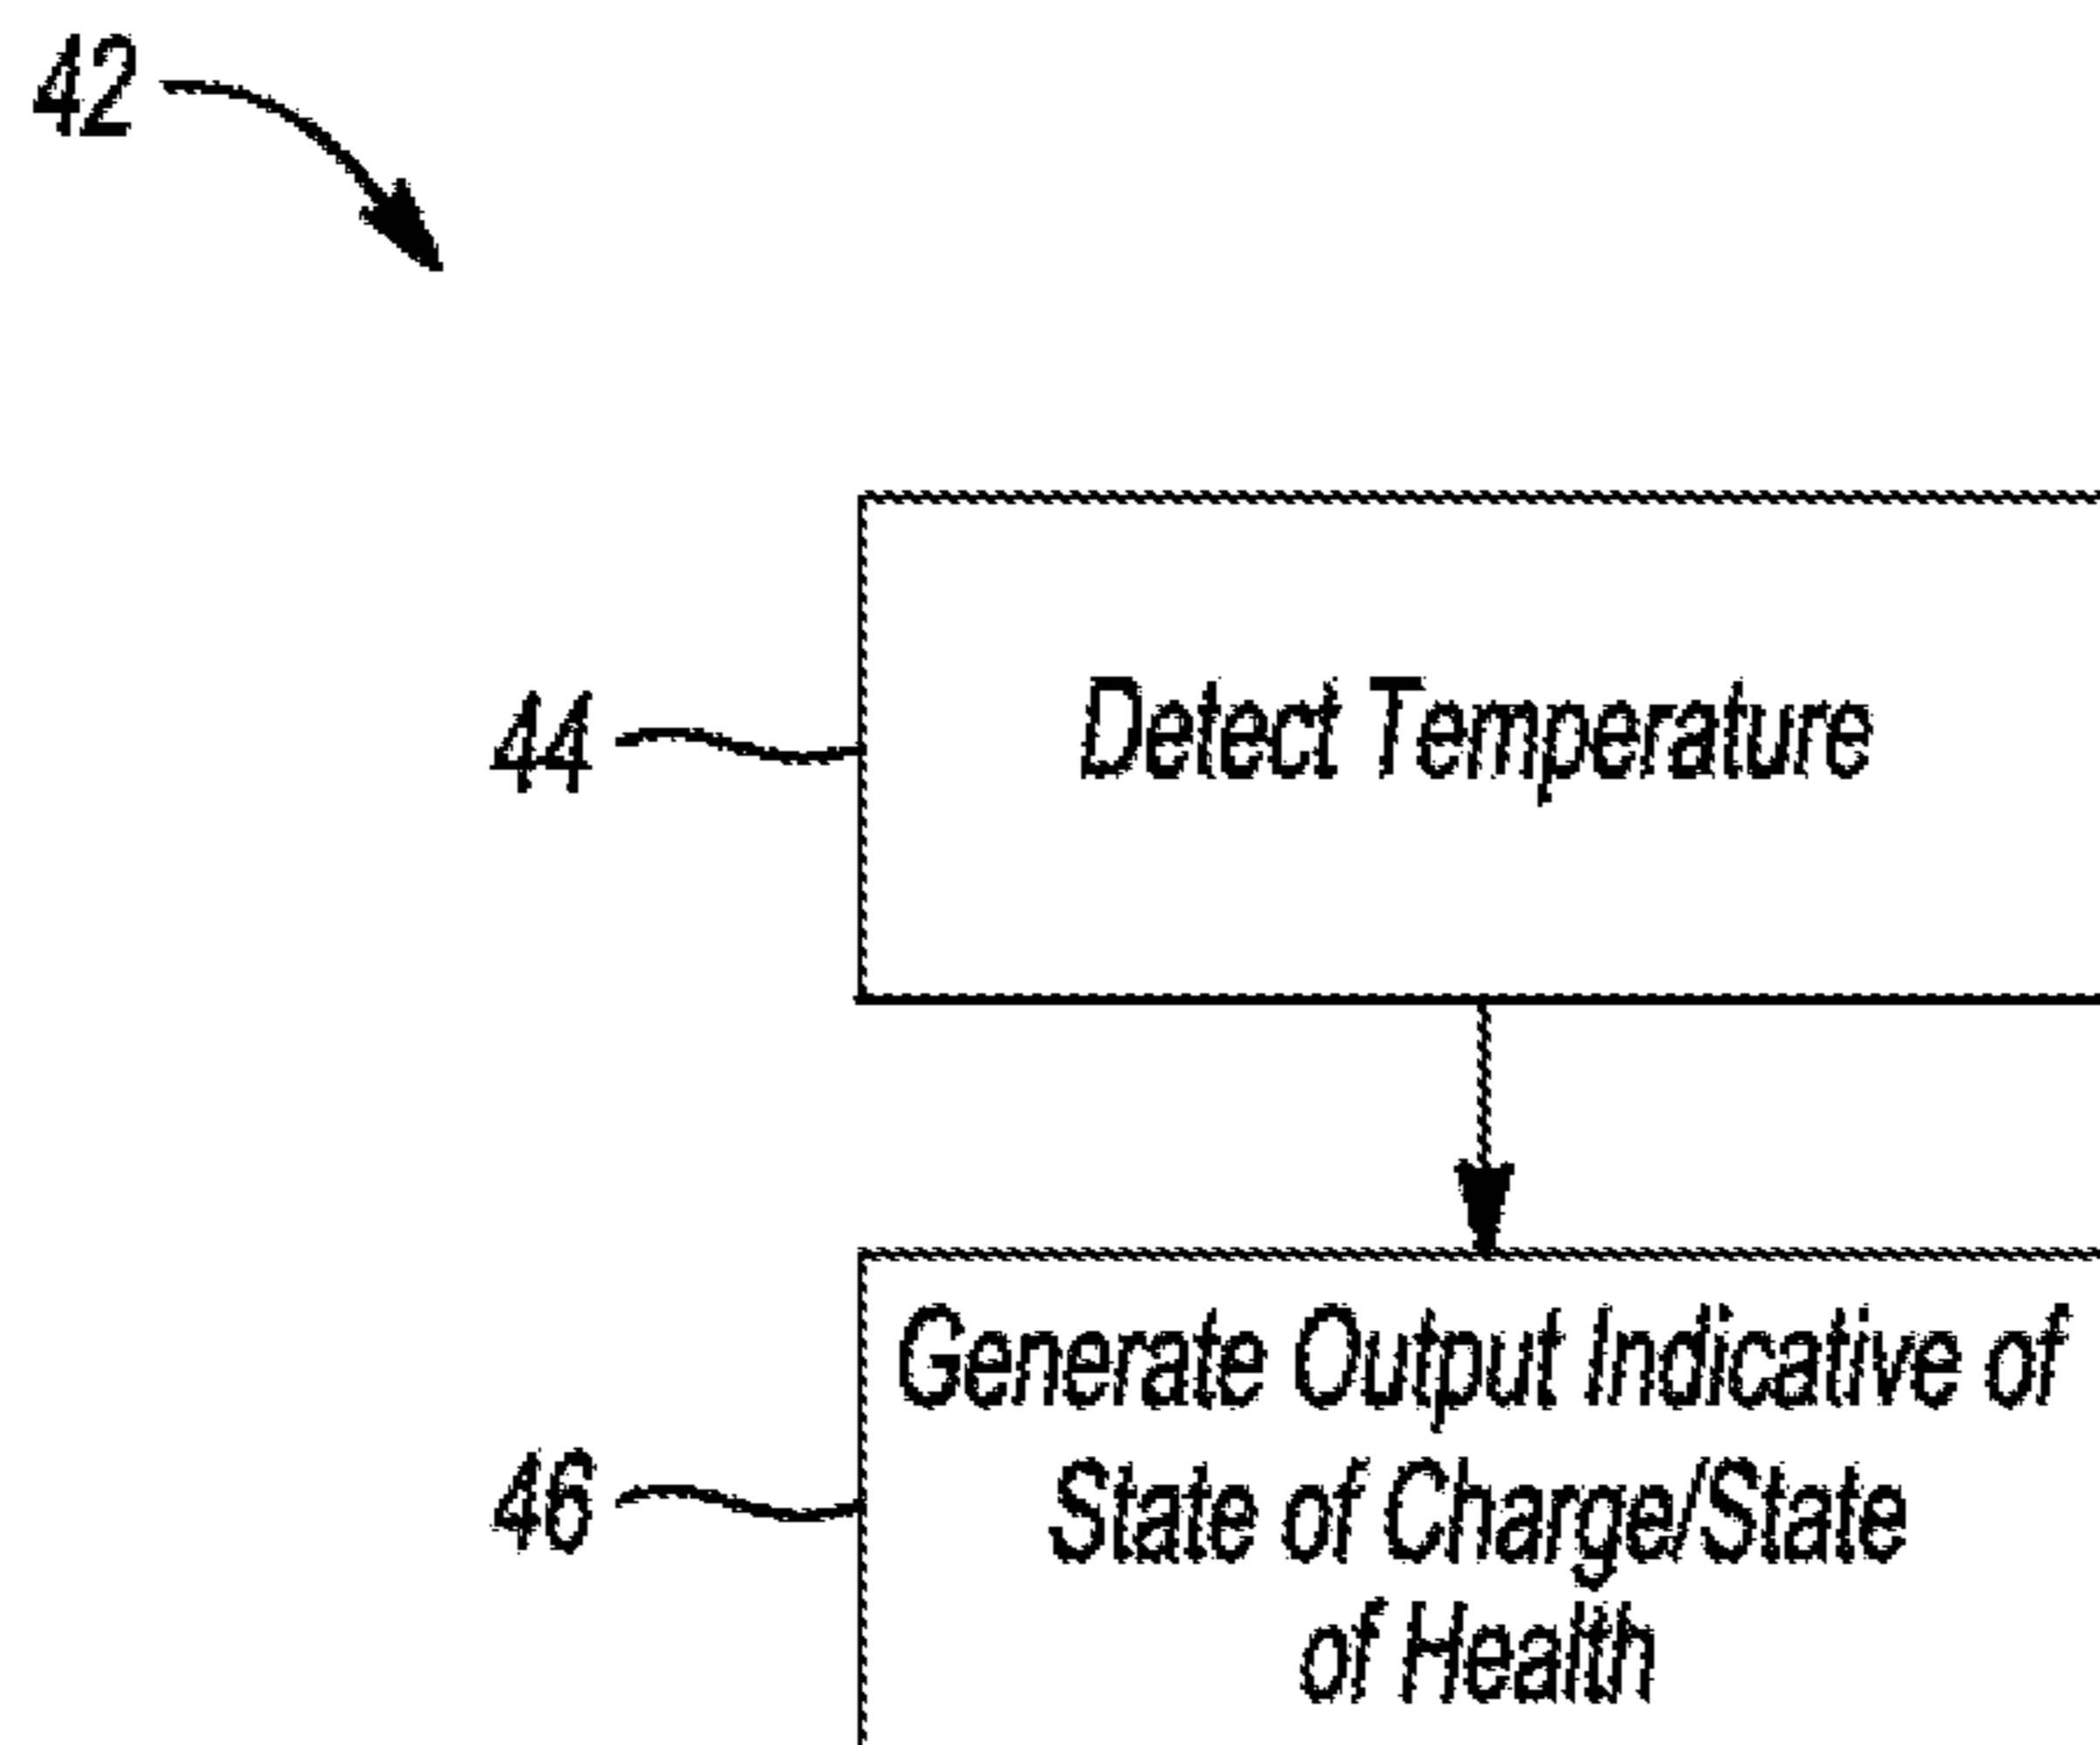 42
44
Detect Temperature
Generate Output Indicative of
46
State of Charge/State
of Health